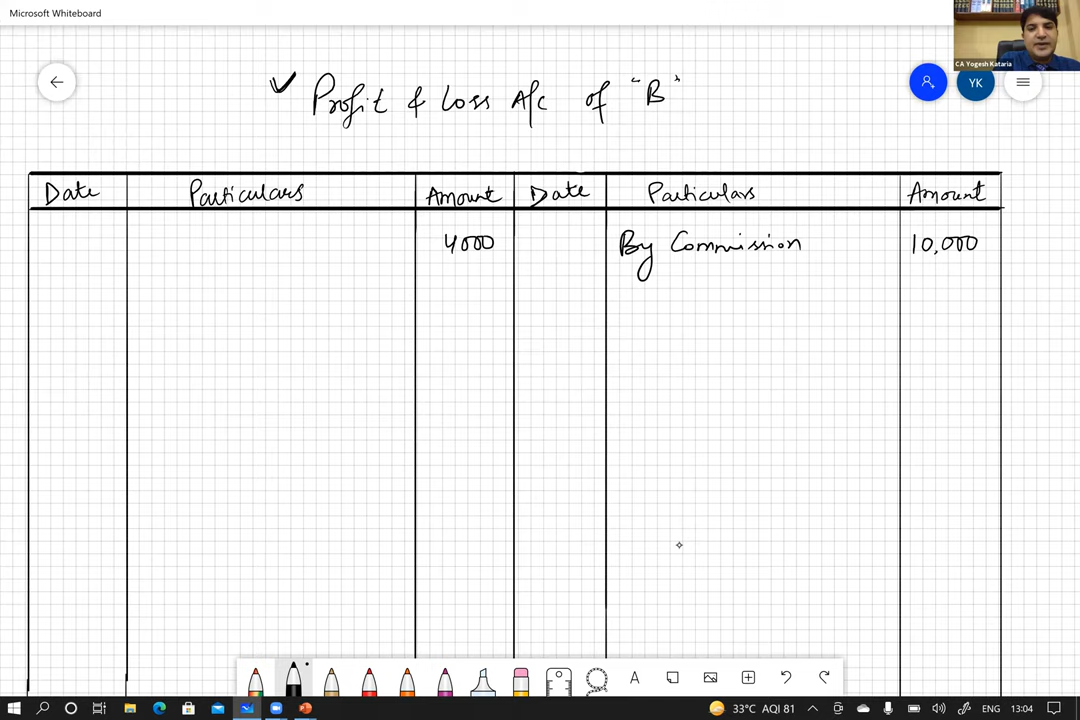 Microsoft Whiteboard
CA Yogesh Kataria
YK
Profit & Loss A/c of "B"
Date Particulars Amount Date Particulars Amount
4000 By Commission 10,000
A
33°C AQI 81 ENG 13:04